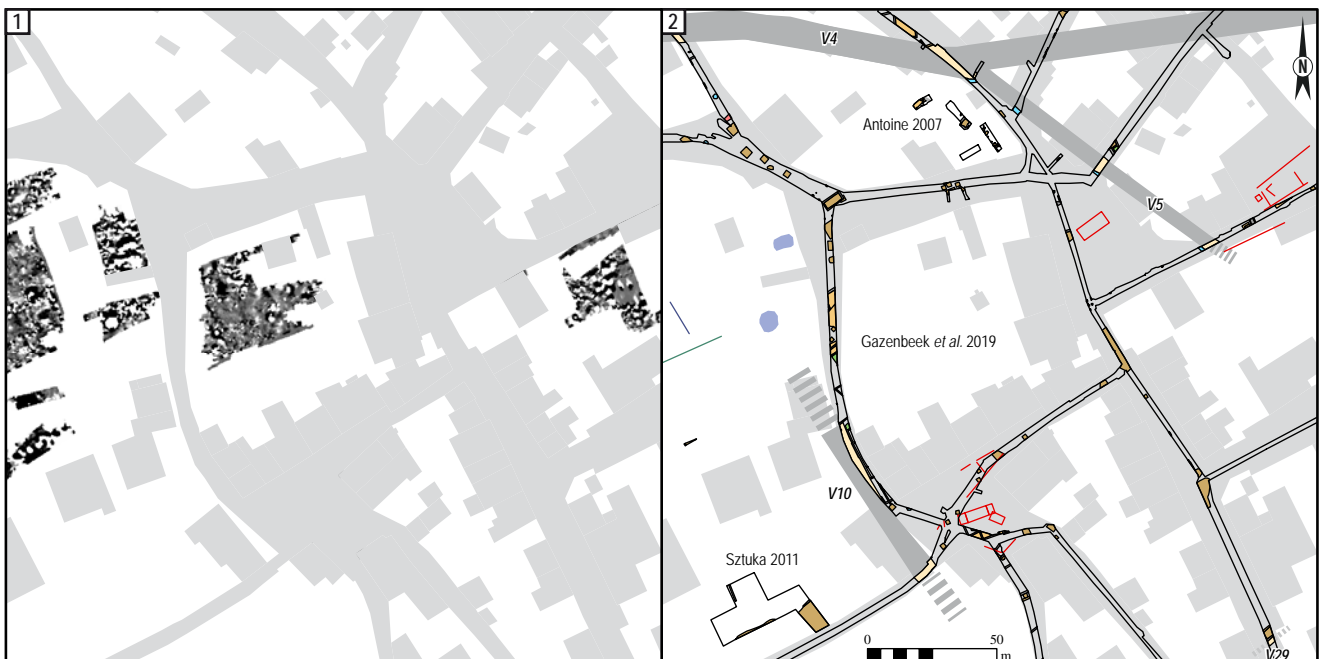 1
2
V4
N
Antoine 2007
V5
Gazenbeek et al. 2019
V10
Sztuka 2011
0 50
m
V29